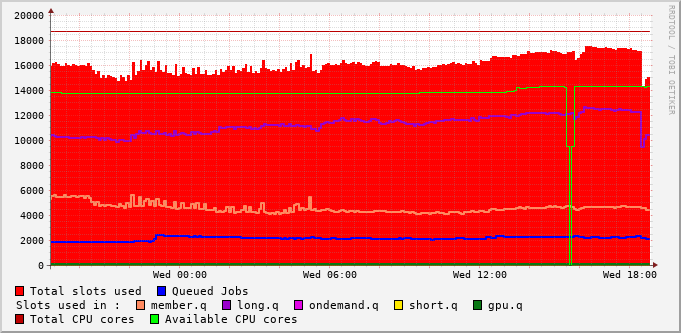 20000
18000
16000
14000
12000
10000
8000
6000
4000
2000
0
Wed 00:00 Wed 06:00 Wed 12:00 Wed 18:00
Total slots used Queued Jobs
Slots used in : member.q long.q ondemand.q short.q gpu.q
Total CPU cores Available CPU cores
RRDTOOL / TOBI OETIKER